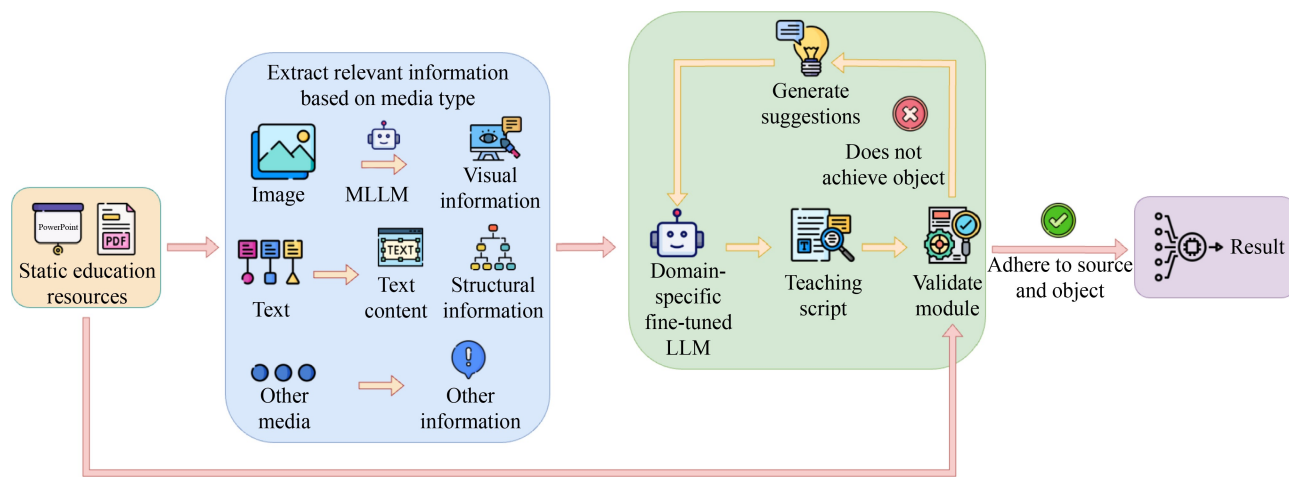 PowerPoint
PDF
Static education
resources
Extract relevant information
based on media type
Image
MLLM
Visual
information
Text
TEXT
Text
content
Structural
information
Other
media
Other
information
Generate
suggestions
Does not
achieve object
Domain-
specific
fine-tuned
LLM
T
Teaching
script
Validate
module
Adhere to source
and object
Result